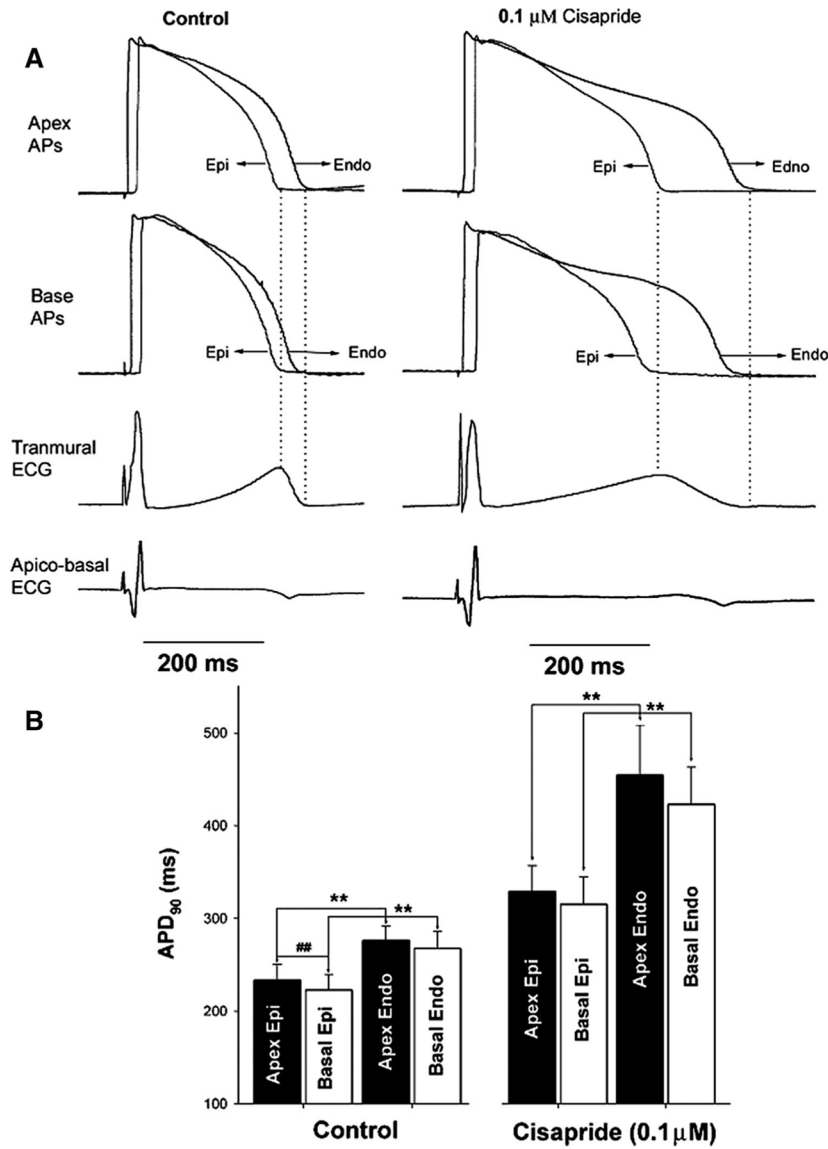 Control
0.1 µM Cisapride
A
Apex
APs
Epi
Endo
Epi
Edno
Base
APs
Epi
Endo
Epi
Endo
Tranmural
ECG
Apico-basal
ECG
200 ms
200 ms
B
APD90 (ms)
500
400
300
200
100
**
**
##
**
**
Apex Epi
Basal Epi
Apex Endo
Basal Endo
Apex Epi
Basal Epi
Apex Endo
Basal Endo
Control
Cisapride (0.1µM)